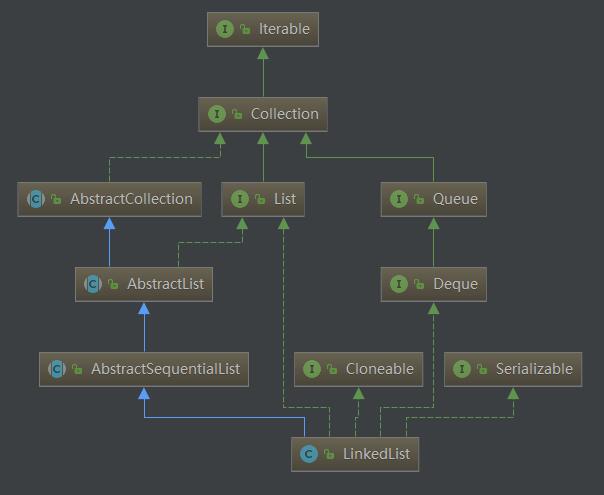 I Iterable
I Collection
C AbstractCollection
I List
I Queue
C AbstractList
I Deque
C AbstractSequentialList
I Cloneable
I Serializable
C LinkedList